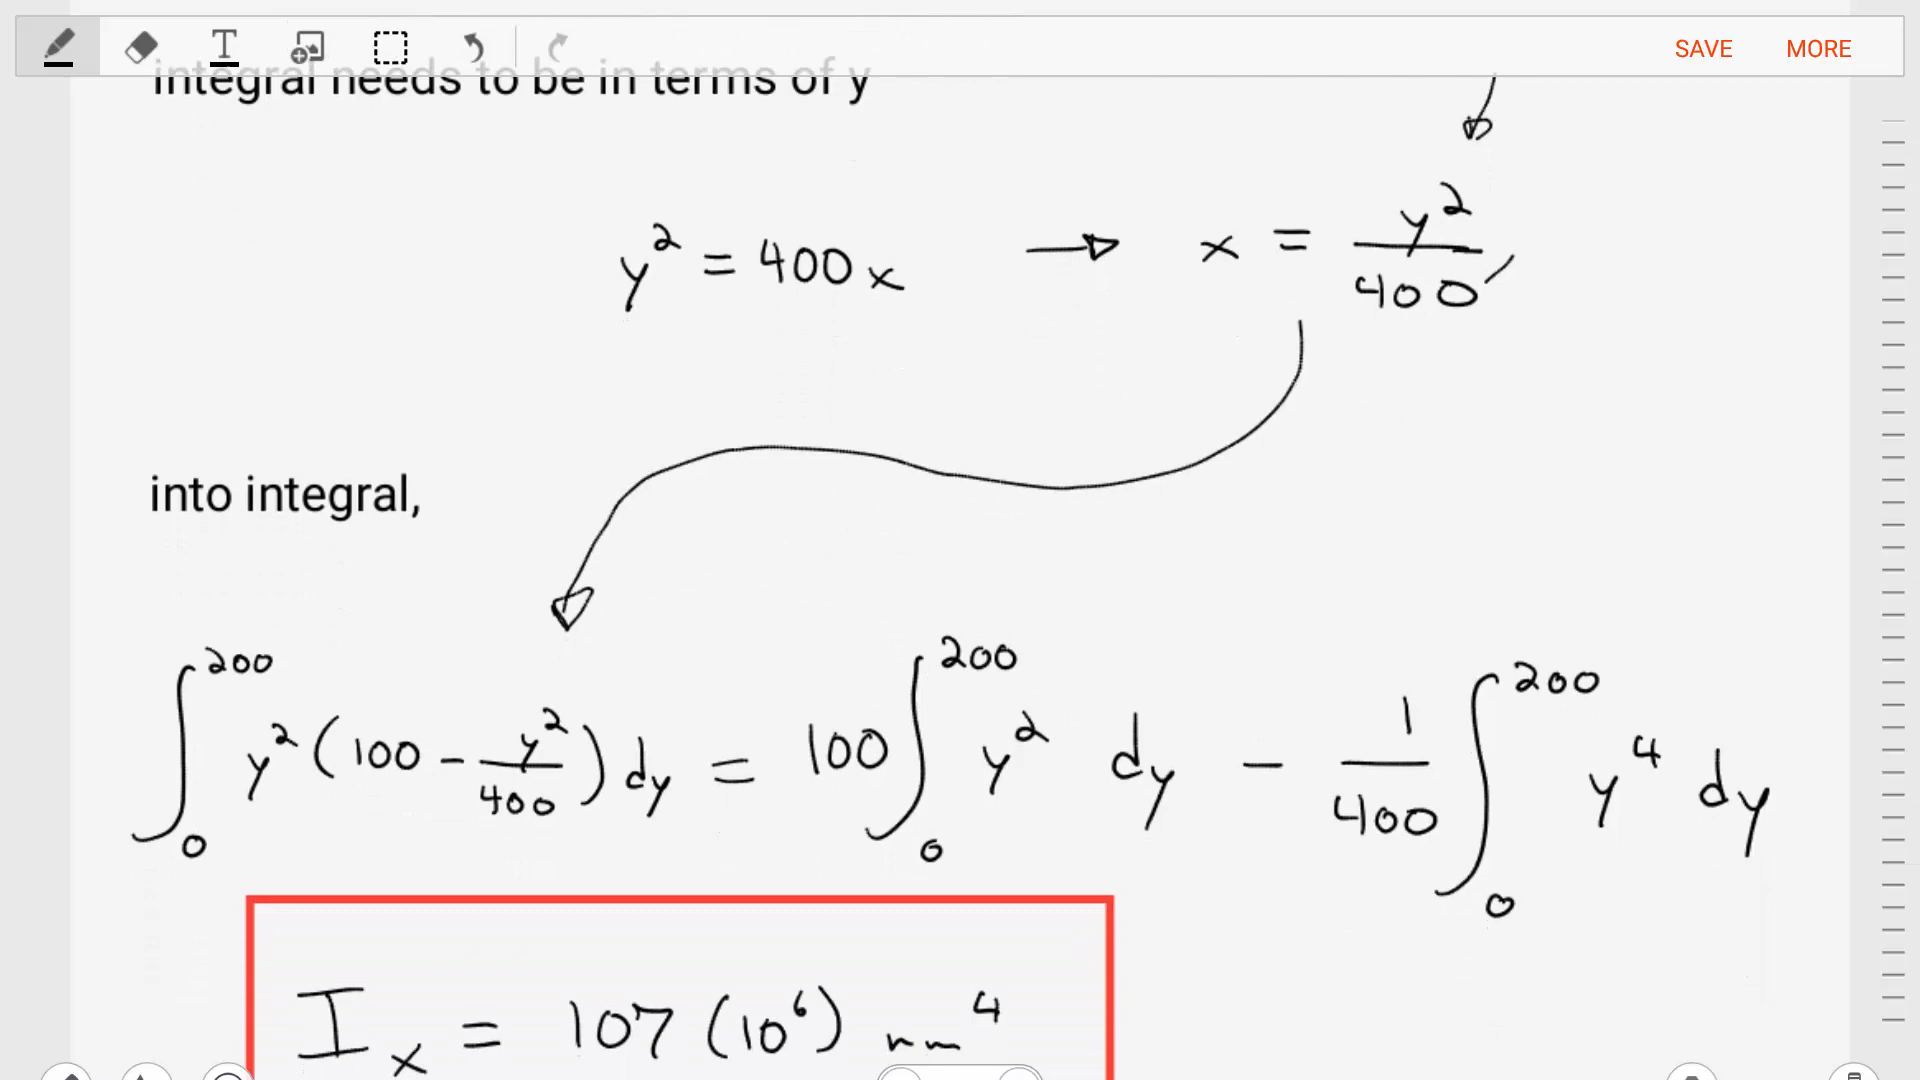 SAVE MORE
integral needs to be in terms of y
y² = 400x → x = y²/400
into integral,
∫₀²⁰⁰ y²(100 - y²/400) dy = 100 ∫₀²⁰⁰ y² dy - 1/400 ∫₀²⁰⁰ y⁴ dy
Iₓ = 107 (10⁶) mm⁴